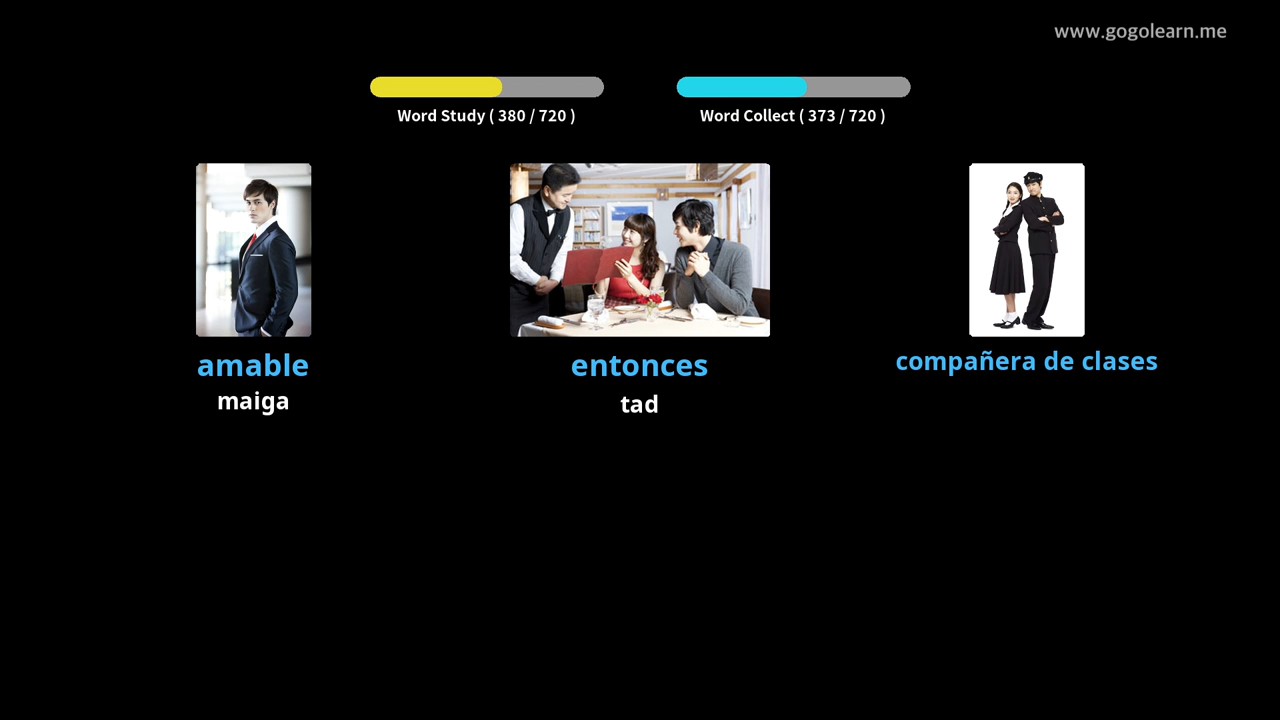 www.gogolearn.me
Word Study ( 380 / 720 )
Word Collect ( 373 / 720 )
amable
entonces
compañera de clases
maiga
tad